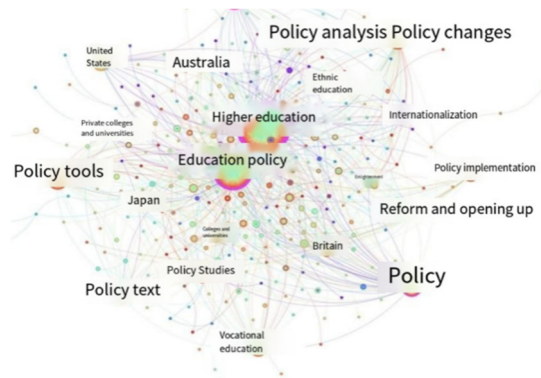 Policy analysis Policy changes
United
States
Australia
Ethnic
education
Higher education
Internationalization
Private colleges
and universities
Education policy
Policy tools
Policy implementation
Japan
Reform and opening up
Colleges and
universities
Britain
Policy Studies
Policy
Policy text
Vocational
education